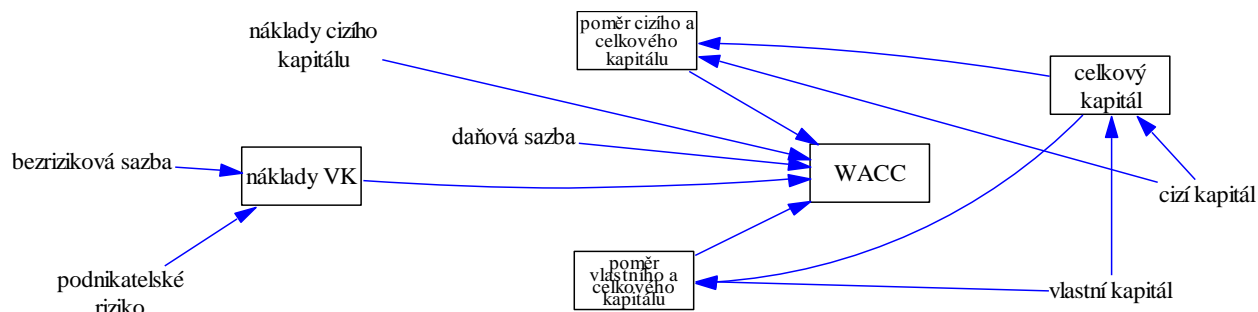 náklady cizího
kapitálu
poměr cizího a
celkového
kapitálu
celkový
kapitál
daňová sazba
bezriziková sazba
náklady VK
WACC
cizí kapitál
podnikatelské
riziko
poměr
vlastního a
celkového
kapitálu
vlastní kapitál